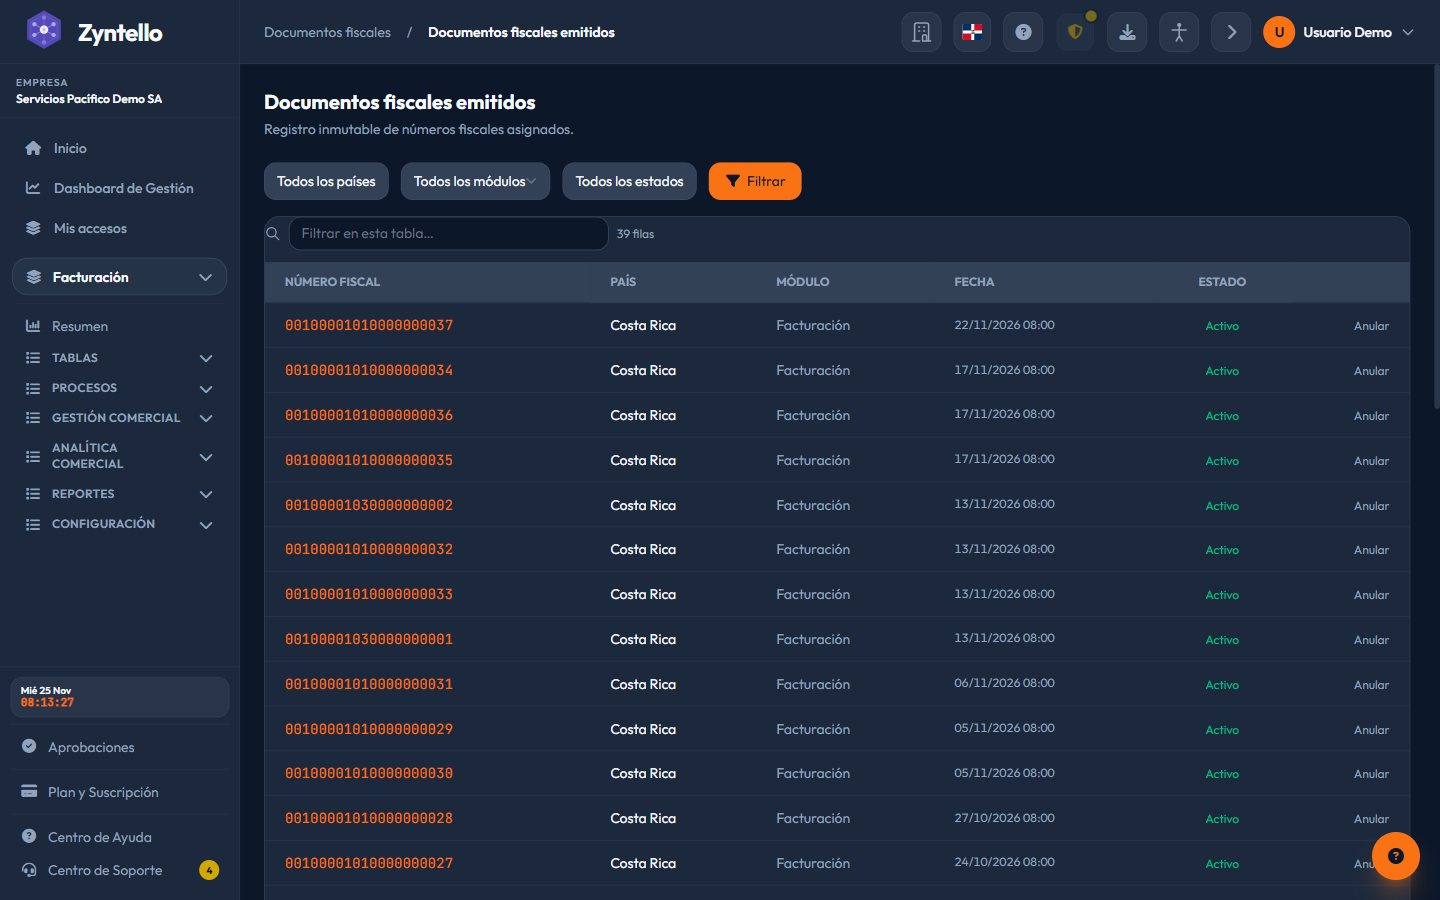 Zyntello
Documentos fiscales / Documentos fiscales emitidos
U Usuario Demo
EMPRESA
Servicios Pacífico Demo SA
Inicio
Dashboard de Gestión
Mis accesos
Facturación
Resumen
TABLAS
PROCESOS
GESTIÓN COMERCIAL
ANALÍTICA
COMERCIAL
REPORTES
CONFIGURACIÓN
Mié 25 Nov
08:13:27
Aprobaciones
Plan y Suscripción
Centro de Ayuda
Centro de Soporte 4
Documentos fiscales emitidos
Registro inmutable de números fiscales asignados.
Todos los países Todos los módulos Todos los estados Filtrar
Filtrar en esta tabla... 39 filas
NÚMERO FISCAL PAÍS MÓDULO FECHA ESTADO
00100001010000000037 Costa Rica Facturación 22/11/2026 08:00 Activo Anular
00100001010000000034 Costa Rica Facturación 17/11/2026 08:00 Activo Anular
00100001010000000036 Costa Rica Facturación 17/11/2026 08:00 Activo Anular
00100001010000000035 Costa Rica Facturación 17/11/2026 08:00 Activo Anular
00100001030000000002 Costa Rica Facturación 13/11/2026 08:00 Activo Anular
00100001010000000032 Costa Rica Facturación 13/11/2026 08:00 Activo Anular
00100001010000000033 Costa Rica Facturación 13/11/2026 08:00 Activo Anular
00100001030000000001 Costa Rica Facturación 13/11/2026 08:00 Activo Anular
00100001010000000031 Costa Rica Facturación 06/11/2026 08:00 Activo Anular
00100001010000000029 Costa Rica Facturación 05/11/2026 08:00 Activo Anular
00100001010000000030 Costa Rica Facturación 05/11/2026 08:00 Activo Anular
00100001010000000028 Costa Rica Facturación 27/10/2026 08:00 Activo Anular
00100001010000000027 Costa Rica Facturación 24/10/2026 08:00 Activo